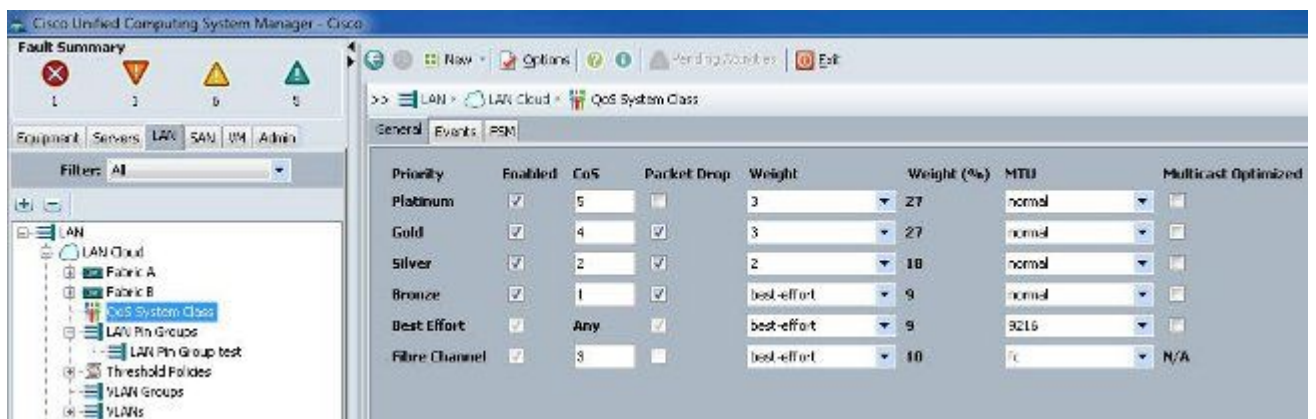 Cisco Unified Computing System Manager - Cisco
Fault Summary
1 3 6 5
New Options Pending Activities Exit
>> LAN LAN Cloud QoS System Class
Equipment Servers LAN SAN VM Admin
General Events FSM
Filter: All
Priority Enabled CoS Packet Drop Weight Weight (%) MTU Multicast Optimized
Platinum 5 3 27 normal
Gold 4 3 27 normal
Silver 2 2 18 normal
Bronze 1 best-effort 9 normal
Best Effort Any best-effort 9 9216
Fibre Channel 3 best-effort 10 fc N/A
LAN
LAN Cloud
Fabric A
Fabric B
QoS System Class
LAN Pin Groups
LAN Pin Group test
Threshold Policies
VLAN Groups
VLANs